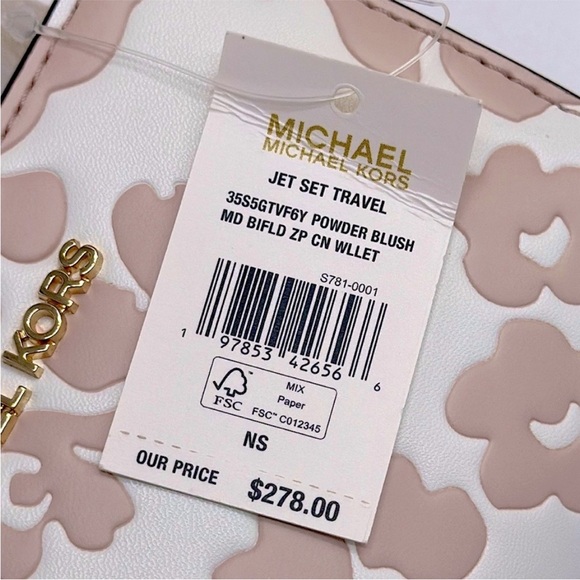 MICHAEL
MICHAEL KORS
JET SET TRAVEL
35S5GTVF6Y POWDER BLUSH
MD BIFLD ZP CN WLLET
S781-0001
1 97853 42656 6
FSC
MIX
Paper
FSC™ C012345
NS
OUR PRICE $278.00
KORS